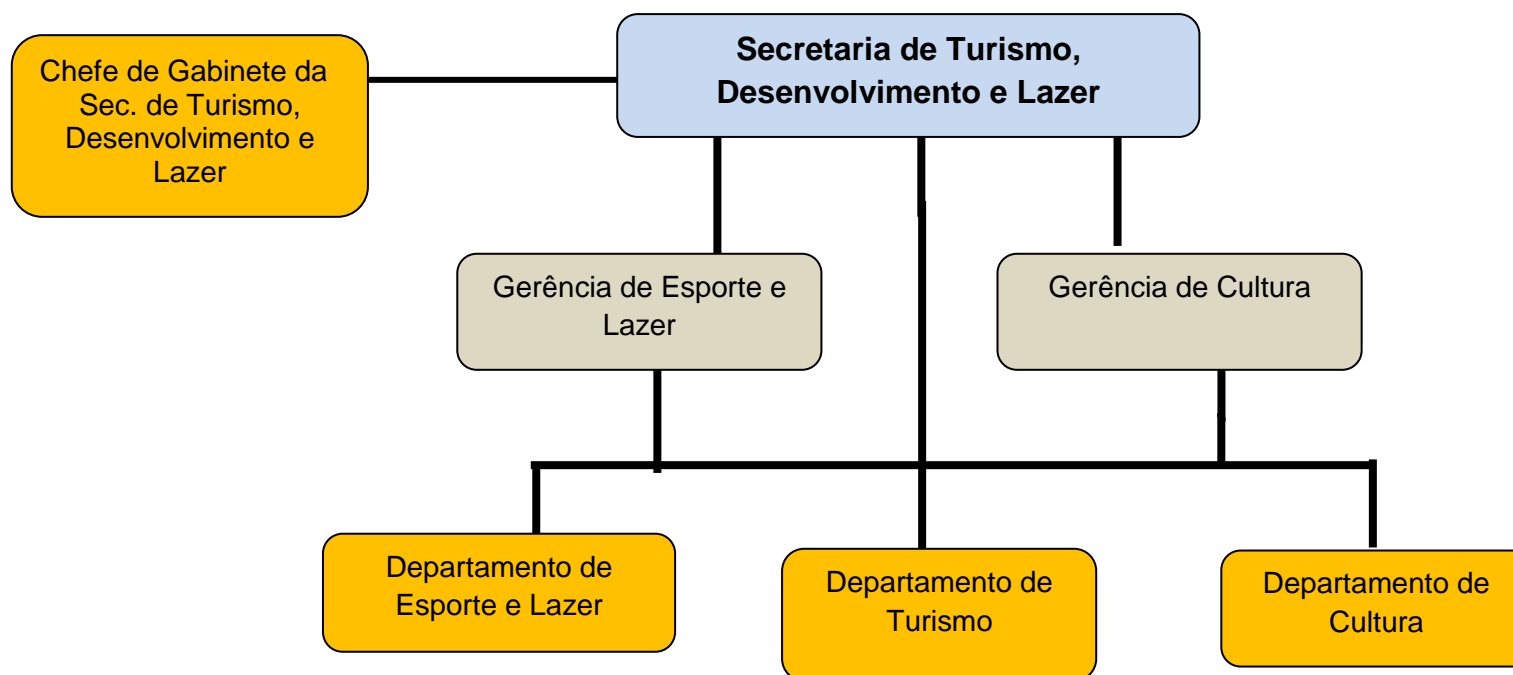 Secretaria de Turismo,
Desenvolvimento e Lazer
Chefe de Gabinete da
Sec. de Turismo,
Desenvolvimento e
Lazer
Gerência de Esporte e
Lazer
Gerência de Cultura
Departamento de
Esporte e Lazer
Departamento de
Turismo
Departamento de
Cultura